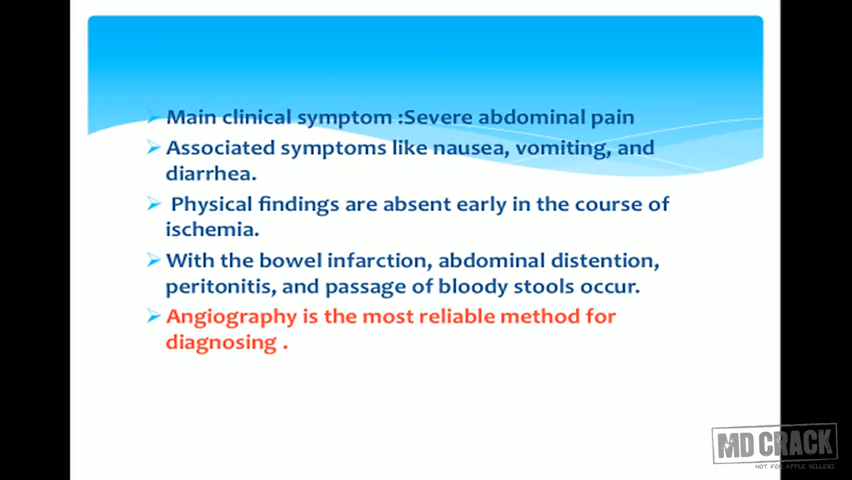 Main clinical symptom :Severe abdominal pain
Associated symptoms like nausea, vomiting, and
diarrhea.
Physical findings are absent early in the course of
ischemia.
With the bowel infarction, abdominal distention,
peritonitis, and passage of bloody stools occur.
Angiography is the most reliable method for
diagnosing .
MD CRACK
NOT FOR APPLE SELLERS